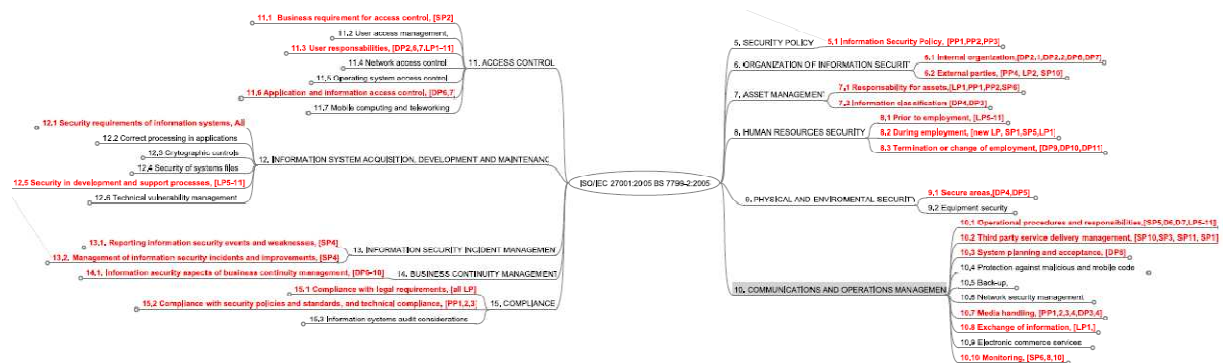 11.1 Business requirement for access control, [SP2]
11.2 User access management,
11.3 User responsabilities, [DP2,6,7,LP1-11]
11.4 Network access control
11.5 Operating system access control
11.6 Application and information access control, [DP6,7]
11.7 Mobile computing and teleworking
11. ACCESS CONTROL
12.1 Security requirements of information systems, All
12.2 Correct processing in applications
12.3 Crytographic controls
12.4 Security of systems files
12.5 Security in development and support processes, [LP5-11]
12.6 Technical vulnerability management
12. INFORMATION SYSTEM ACQUISITION, DEVELOPMENT AND MAINTENANC
13.1. Reporting information security events and weaknesses, [SP4]
13.2. Management of information security incidents and improvements, [SP4]
13. INFORMATION SECURITY INCIDENT MANAGEMEN
14.1. Information security aspects of business continuity management, [DP5-10]
14. BUSINESS CONTINUITY MANAGEMENT
15.1 Compliance with legal requirements, [all LP]
15.2 Compliance with security policies and standards, and technical compliance, [PP1,2,3]
15.3 Information systems audit considerations
15. COMPLIANCE
ISO/IEC 27001:2005 BS 7799-2:2005
5. SECURITY POLICY
5.1 Information Security Policy, [PP1,PP2,PP3]
6. ORGANIZATION OF INFORMATION SECURIT
6.1 Internal organization,[DP2.1,DP2.2,DP6,DP7]
6.2 External parties, [PP4, LP2, SP10]
7. ASSET MANAGEMENT
7.1 Responsability for assets,[LP1,PP1,PP2,SP6]
7.2 Information classification [DP4,DP3]
8. HUMAN RESOURCES SECURITY
8.1 Prior to employment, [LP5-11]
8.2 During employment, [new LP, SP1,SP5,LP1]
8.3 Termination or change of employment, [DP9,DP10,DP11]
9. PHYSICAL AND ENVIROMENTAL SECURITY
9.1 Secure areas,[DP4,DP5]
9.2 Equipment security
10. COMMUNICATIONS AND OPERATIONS MANAGEMEN
10.1 Operational procedures and responsibilities,[SP5,D6,D7,LP5-11]
10.2 Third party service delivery management, [SP10,SP3, SP11, SP1]
10.3 System planning and acceptance, [DP8]
10.4 Protection against malicious and mobile code
10.5 Back-up,
10.6 Network security management
10.7 Media handling, [PP1,2,3,4,DP3,4]
10.8 Exchange of information, [LP1,]
10.9 Electronic commerce services
10.10 Monitoring, [SP6,8,10]